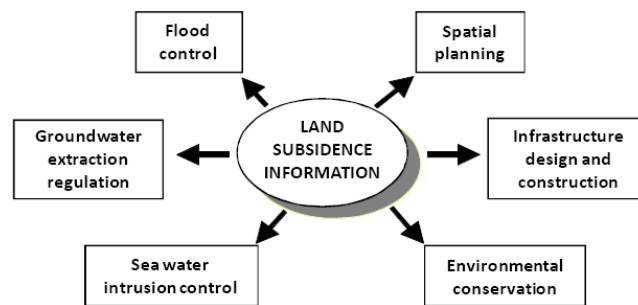 Flood
control
Spatial
planning
Groundwater
extraction
regulation
LAND
SUBSIDENCE
INFORMATION
Infrastructure
design and
construction
Sea water
intrusion control
Environmental
conservation